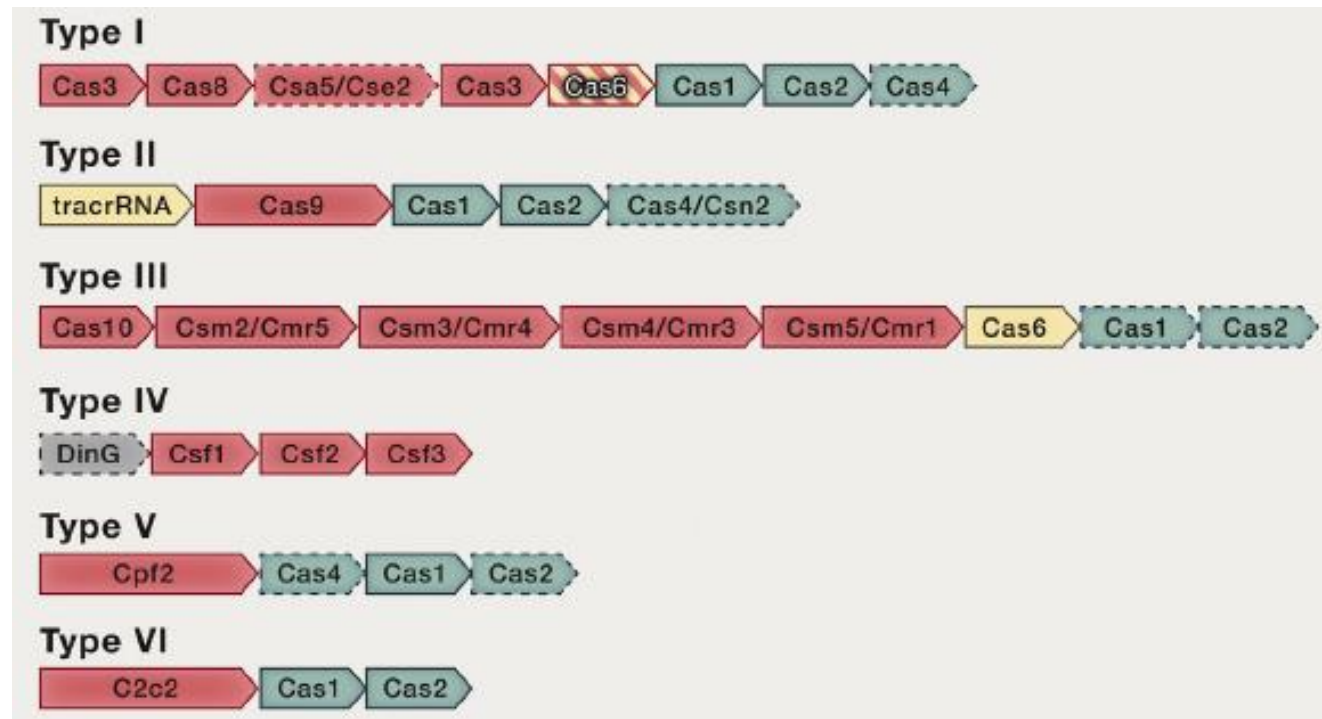 Type I
Cas3 Cas8 Csa5/Cse2 Cas3 Cas6 Cas1 Cas2 Cas4
Type II
tracrRNA Cas9 Cas1 Cas2 Cas4/Csn2
Type III
Cas10 Csm2/Cmr5 Csm3/Cmr4 Csm4/Cmr3 Csm5/Cmr1 Cas6 Cas1 Cas2
Type IV
DinG Csf1 Csf2 Csf3
Type V
Cpf2 Cas4 Cas1 Cas2
Type VI
C2c2 Cas1 Cas2